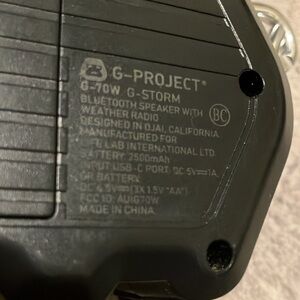 G-PROJECT®
G-70W G-STORM
BLUETOOTH SPEAKER WITH
WEATHER RADIO
BC
DESIGNED IN OJAI, CALIFORNIA.
MANUFACTURED FOR
LAB INTERNATIONAL LTD.
BATTERY: 2500mAh
INPUT USB-C PORT: DC 5V⎓1A
OR BATTERY:
DC 4.5V⎓(3X 1.5V "AA")
FCC ID: AUIG70W
MADE IN CHINA.